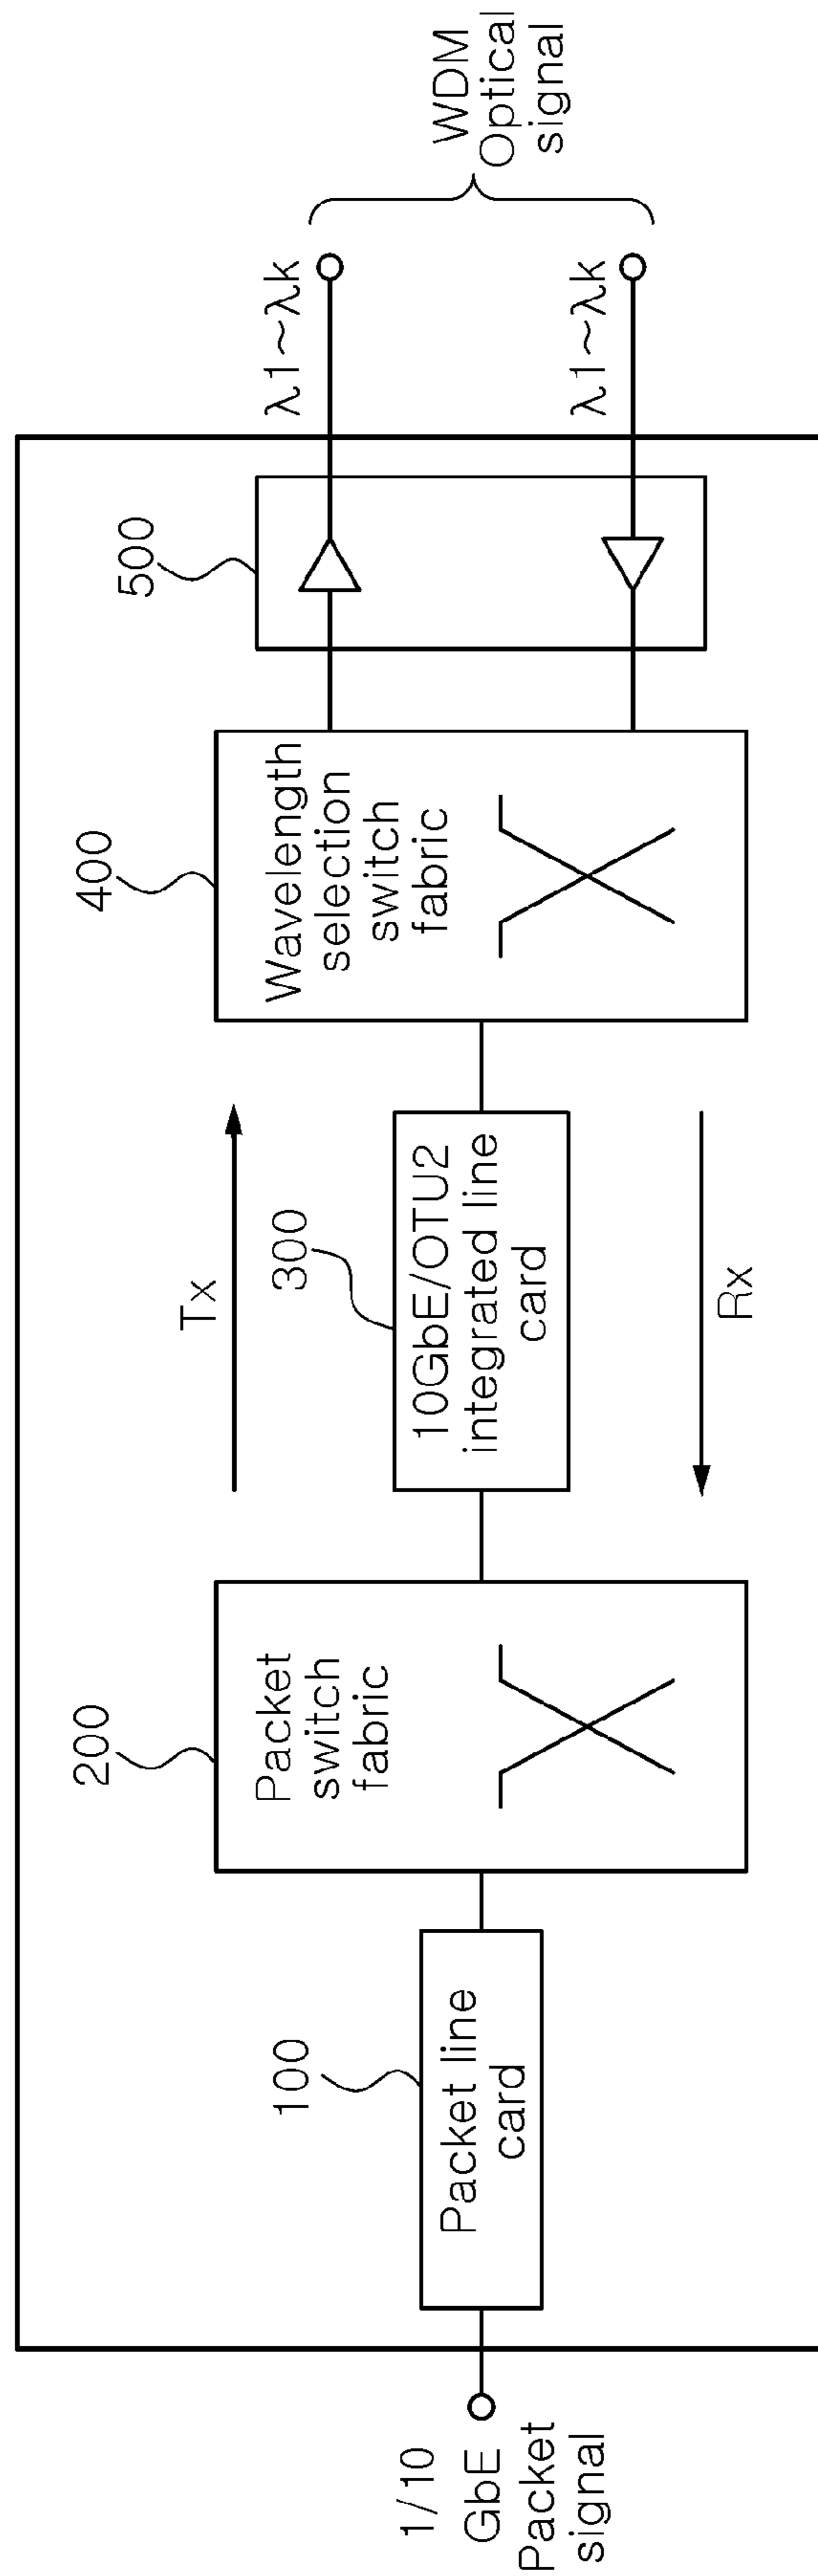 1/10
GbE
Packet
signal
100
Packet line
card
200
Packet
switch
fabric
Tx
300
10GbE/OTU2
integrated line
card
Rx
400
Wavelength
selection
switch
fabric
500
λ1~λk
λ1~λk
WDM
Optical
signal